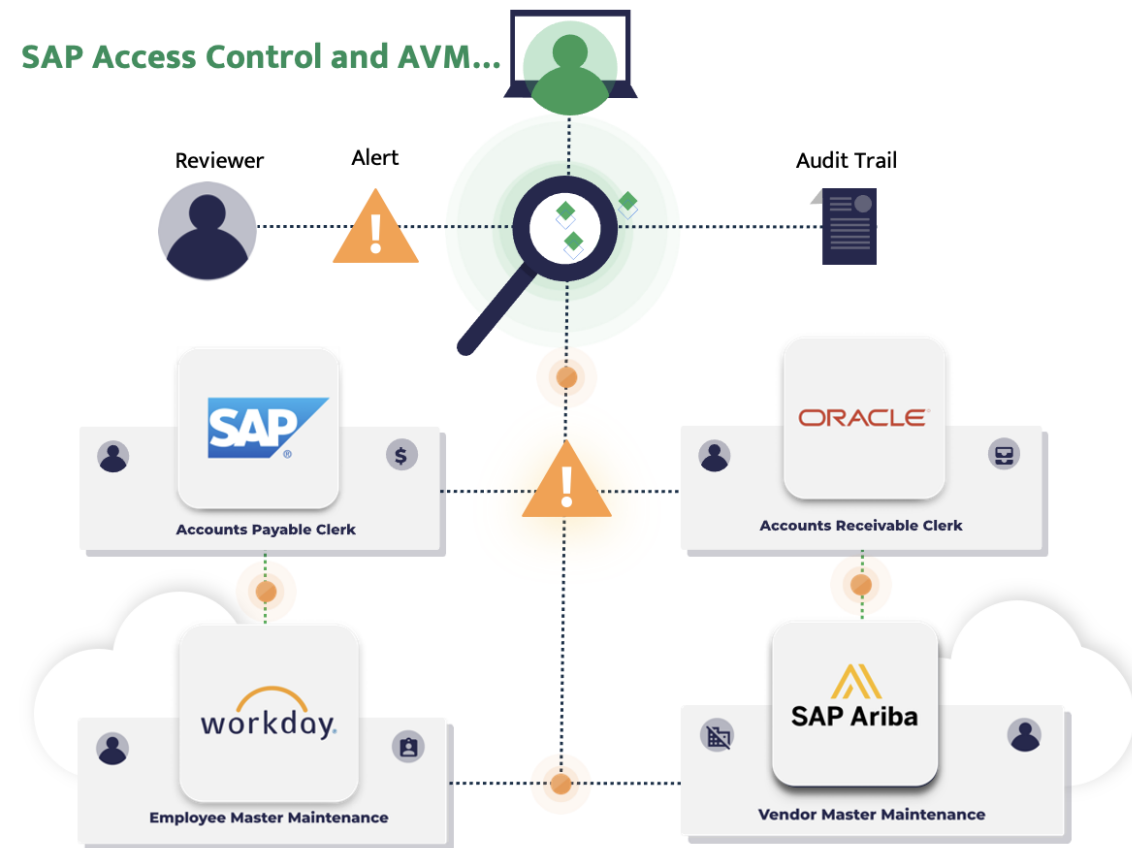 SAP Access Control and AVM...
Reviewer
Alert
Audit Trail
!
SAP
®
ORACLE
$
!
Accounts Payable Clerk
Accounts Receivable Clerk
workday.
SAP Ariba
Employee Master Maintenance
Vendor Master Maintenance